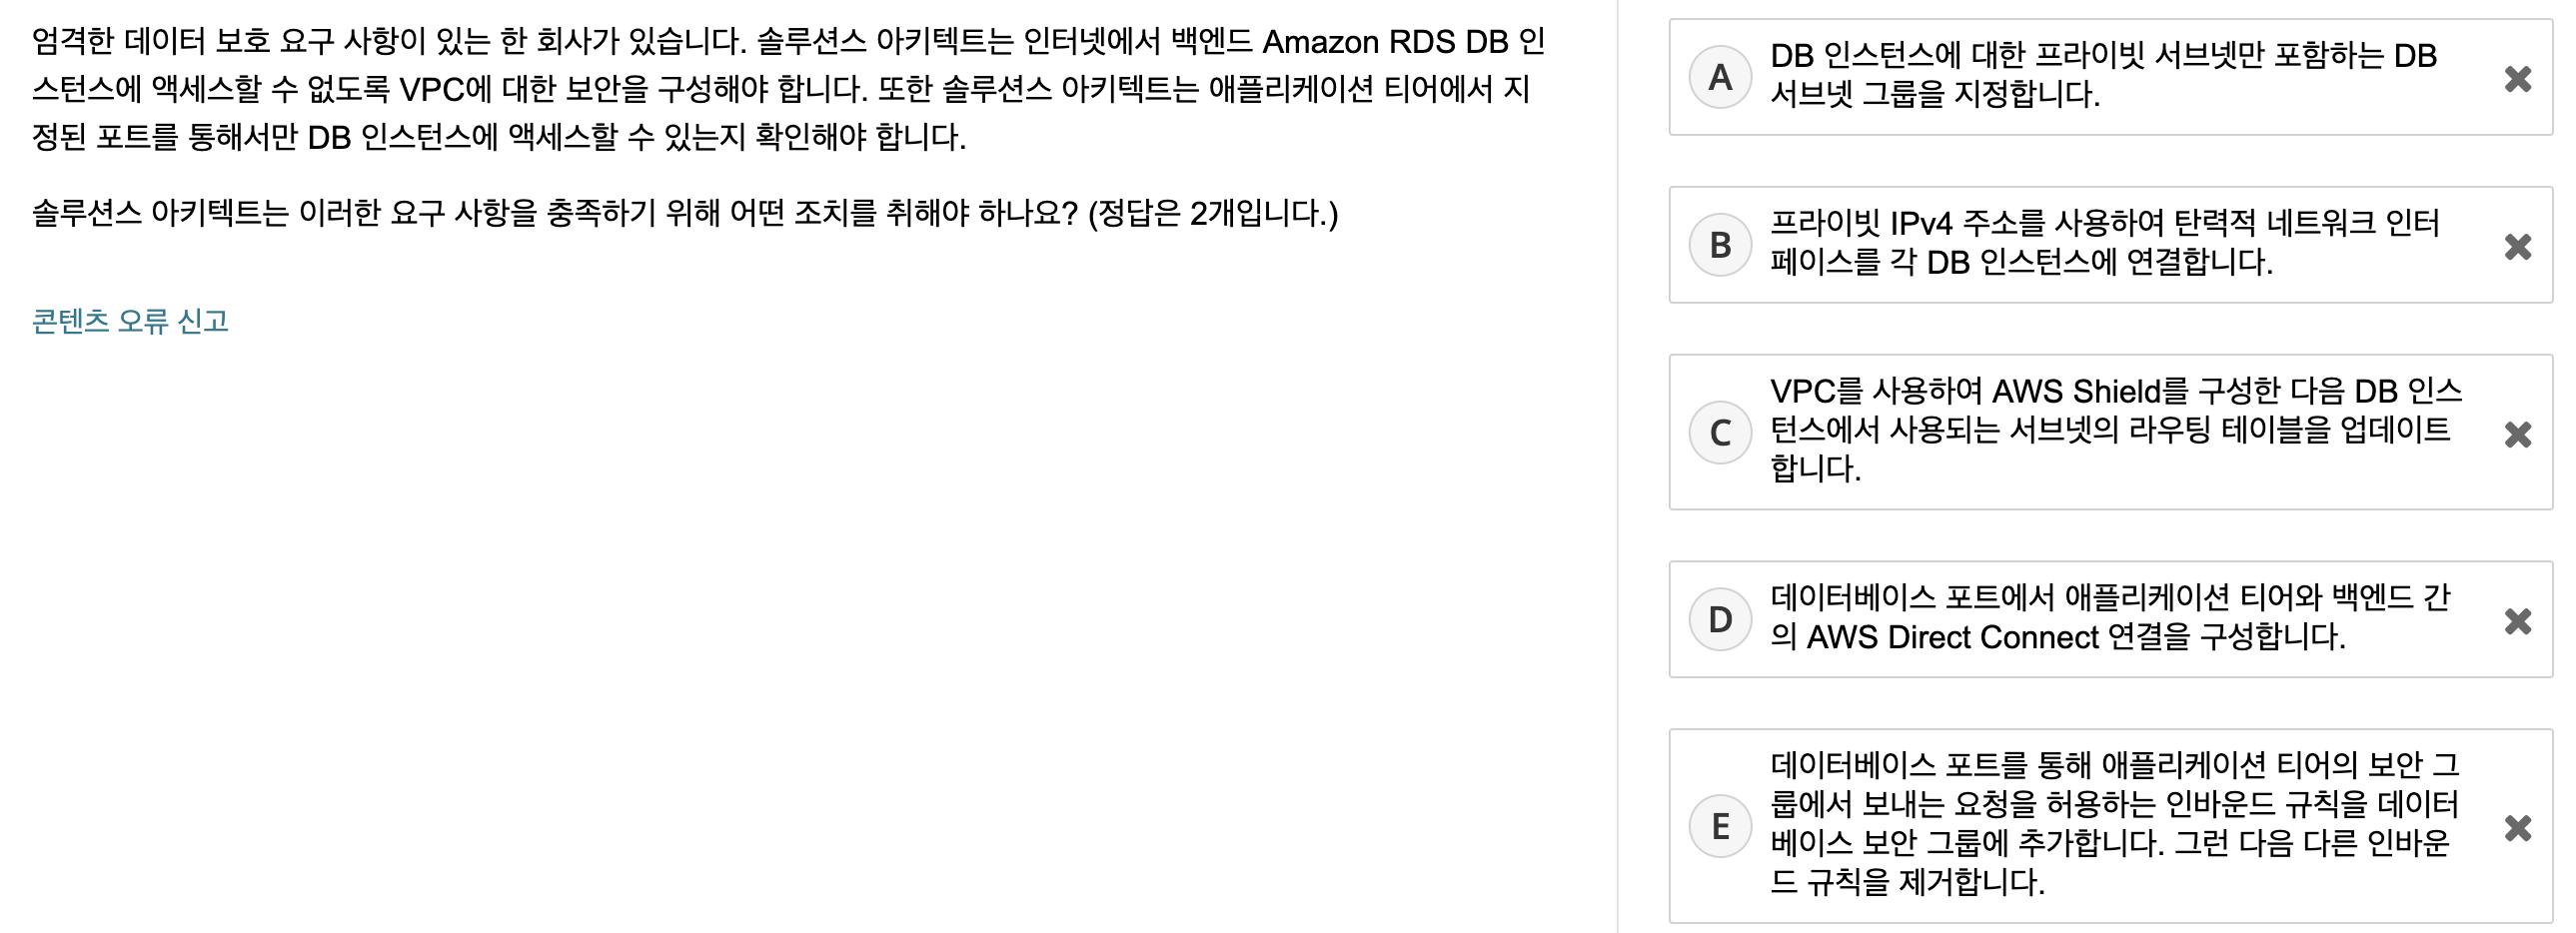 엄격한 데이터 보호 요구 사항이 있는 한 회사가 있습니다. 솔루션스 아키텍트는 인터넷에서 백엔드 Amazon RDS DB 인
스턴스에 액세스할 수 없도록 VPC에 대한 보안을 구성해야 합니다. 또한 솔루션스 아키텍트는 애플리케이션 티어에서 지
정된 포트를 통해서만 DB 인스턴스에 액세스할 수 있는지 확인해야 합니다.
솔루션스 아키텍트는 이러한 요구 사항을 충족하기 위해 어떤 조치를 취해야 하나요? (정답은 2개입니다.)
콘텐츠 오류 신고
A
DB 인스턴스에 대한 프라이빗 서브넷만 포함하는 DB
서브넷 그룹을 지정합니다.
B
프라이빗 IPv4 주소를 사용하여 탄력적 네트워크 인터
페이스를 각 DB 인스턴스에 연결합니다.
C
VPC를 사용하여 AWS Shield를 구성한 다음 DB 인스
턴스에서 사용되는 서브넷의 라우팅 테이블을 업데이트
합니다.
D
데이터베이스 포트에서 애플리케이션 티어와 백엔드 간
의 AWS Direct Connect 연결을 구성합니다.
E
데이터베이스 포트를 통해 애플리케이션 티어의 보안 그
룹에서 보내는 요청을 허용하는 인바운드 규칙을 데이터
베이스 보안 그룹에 추가합니다. 그런 다음 다른 인바운
드 규칙을 제거합니다.